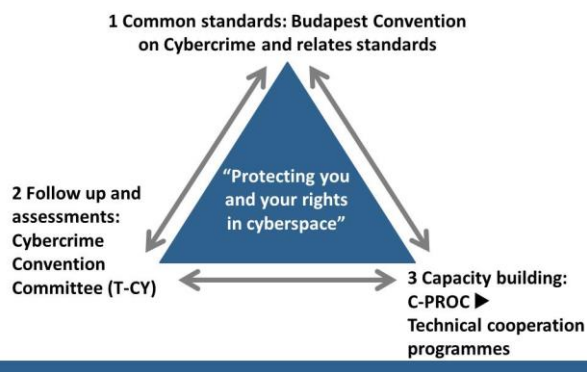 1 Common standards: Budapest Convention
on Cybercrime and relates standards
“Protecting you
and your rights
in cyberspace”
2 Follow up and
assessments:
Cybercrime
Convention
Committee (T-CY)
3 Capacity building:
C-PROC ▶
Technical cooperation
programmes